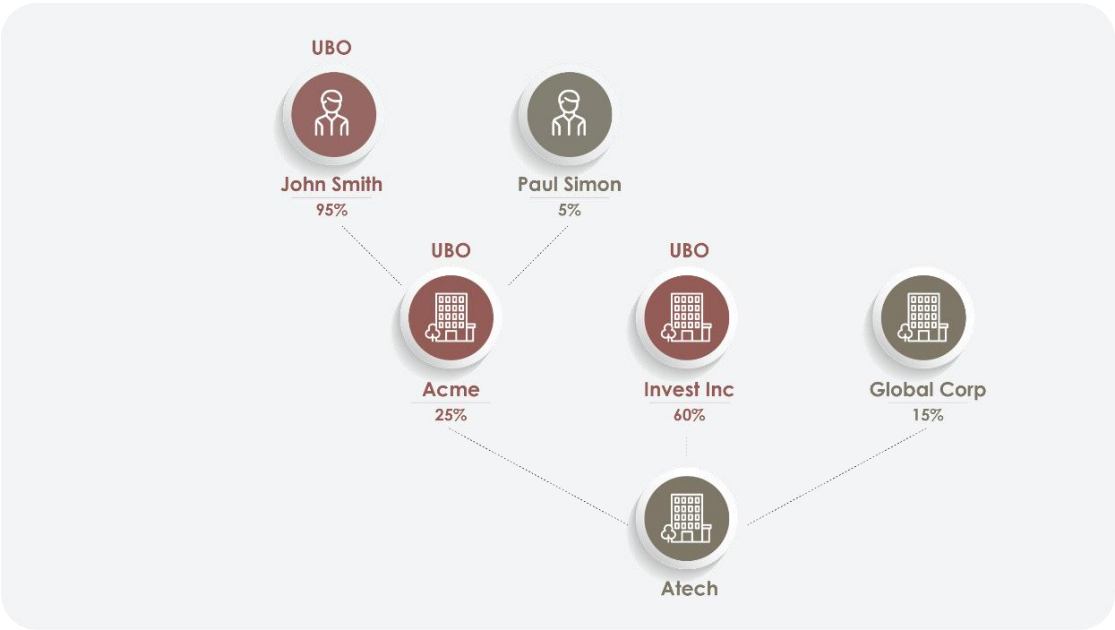 UBO
John Smith
95%
Paul Simon
5%
UBO
Acme
25%
UBO
Invest Inc
60%
Global Corp
15%
Atech